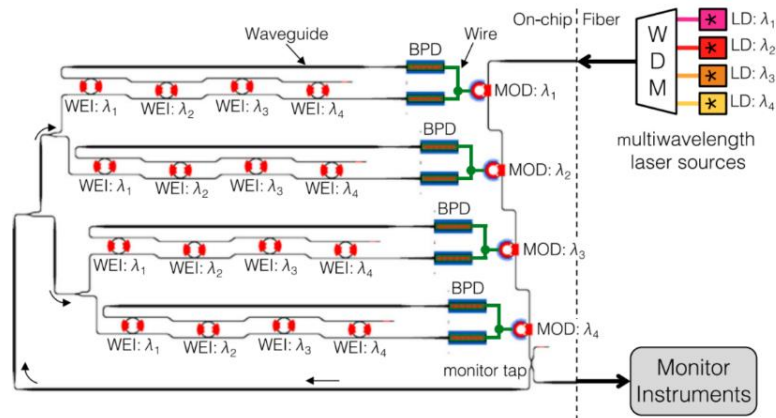 Waveguide
BPD
Wire
On-chip
Fiber
WDM
LD: λ1
LD: λ2
LD: λ3
LD: λ4
multiwavelength
laser sources
WEI: λ1
WEI: λ2
WEI: λ3
WEI: λ4
MOD: λ1
BPD
WEI: λ1
WEI: λ2
WEI: λ3
WEI: λ4
MOD: λ2
BPD
WEI: λ1
WEI: λ2
WEI: λ3
WEI: λ4
MOD: λ3
BPD
WEI: λ1
WEI: λ2
WEI: λ3
WEI: λ4
MOD: λ4
monitor tap
Monitor
Instruments